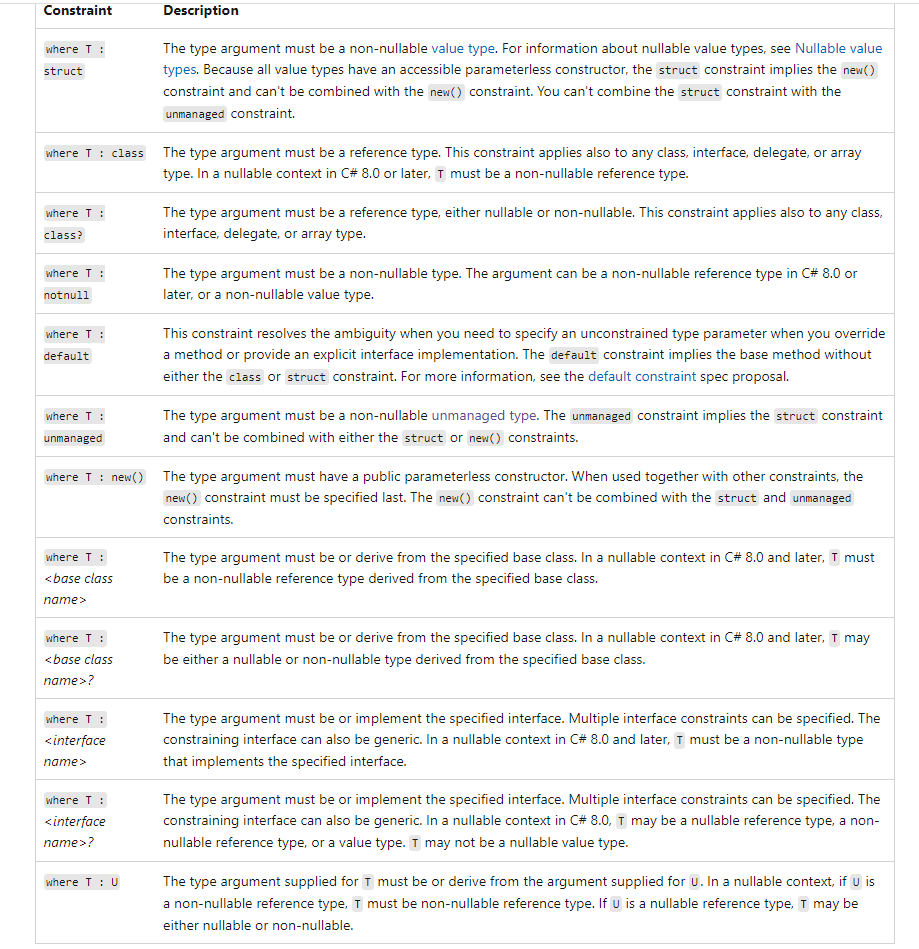 Constraint Description
where T : The type argument must be a non-nullable value type. For information about nullable value types, see Nullable value
struct types. Because all value types have an accessible parameterless constructor, the struct constraint implies the new()
constraint and can't be combined with the new() constraint. You can't combine the struct constraint with the
unmanaged constraint.
where T : class The type argument must be a reference type. This constraint applies also to any class, interface, delegate, or array
type. In a nullable context in C# 8.0 or later, T must be a non-nullable reference type.
where T : The type argument must be a reference type, either nullable or non-nullable. This constraint applies also to any class,
class? interface, delegate, or array type.
where T : The type argument must be a non-nullable type. The argument can be a non-nullable reference type in C# 8.0 or
notnull later, or a non-nullable value type.
where T : This constraint resolves the ambiguity when you need to specify an unconstrained type parameter when you override
default a method or provide an explicit interface implementation. The default constraint implies the base method without
either the class or struct constraint. For more information, see the default constraint spec proposal.
where T : The type argument must be a non-nullable unmanaged type. The unmanaged constraint implies the struct constraint
unmanaged and can't be combined with either the struct or new() constraints.
where T : new() The type argument must have a public parameterless constructor. When used together with other constraints, the
new() constraint must be specified last. The new() constraint can't be combined with the struct and unmanaged
constraints.
where T : The type argument must be or derive from the specified base class. In a nullable context in C# 8.0 and later, T must
<base class be a non-nullable reference type derived from the specified base class.
name>
where T : The type argument must be or derive from the specified base class. In a nullable context in C# 8.0 and later, T may
<base class be either a nullable or non-nullable type derived from the specified base class.
name>?
where T : The type argument must be or implement the specified interface. Multiple interface constraints can be specified. The
<interface constraining interface can also be generic. In a nullable context in C# 8.0 and later, T must be a non-nullable type
name> that implements the specified interface.
where T : The type argument must be or implement the specified interface. Multiple interface constraints can be specified. The
<interface constraining interface can also be generic. In a nullable context in C# 8.0, T may be a nullable reference type, a non-
name>? nullable reference type, or a value type. T may not be a nullable value type.
where T : U The type argument supplied for T must be or derive from the argument supplied for U. In a nullable context, if U is
a non-nullable reference type, T must be non-nullable reference type. If U is a nullable reference type, T may be
either nullable or non-nullable.